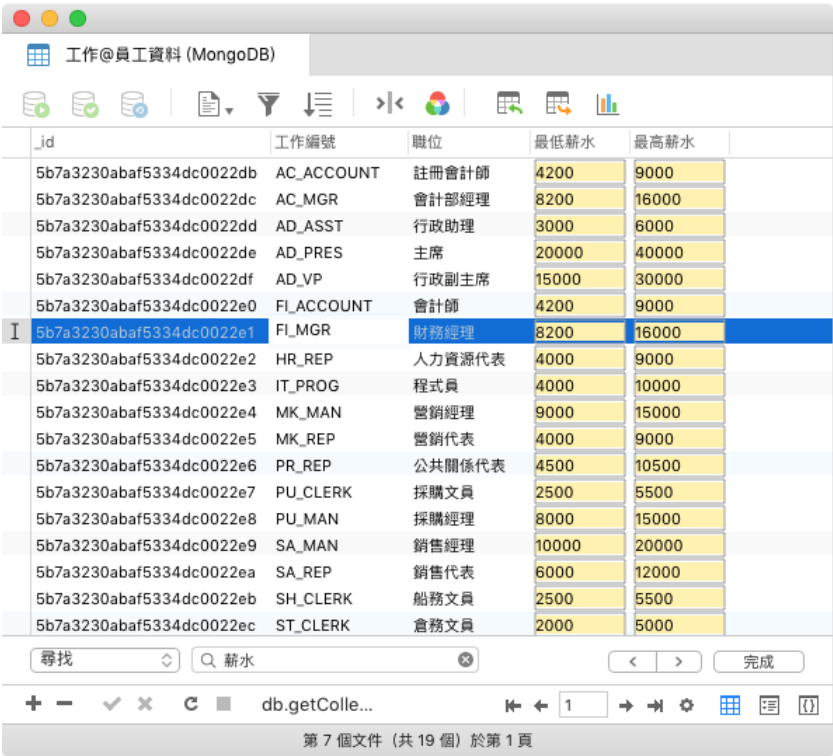 工作@員工資料 (MongoDB)
_id 工作編號 職位 最低薪水 最高薪水
5b7a3230abaf5334dc0022db AC_ACCOUNT 註冊會計師 4200 9000
5b7a3230abaf5334dc0022dc AC_MGR 會計部經理 8200 16000
5b7a3230abaf5334dc0022dd AD_ASST 行政助理 3000 6000
5b7a3230abaf5334dc0022de AD_PRES 主席 20000 40000
5b7a3230abaf5334dc0022df AD_VP 行政副主席 15000 30000
5b7a3230abaf5334dc0022e0 FI_ACCOUNT 會計師 4200 9000
5b7a3230abaf5334dc0022e1 FI_MGR 財務經理 8200 16000
5b7a3230abaf5334dc0022e2 HR_REP 人力資源代表 4000 9000
5b7a3230abaf5334dc0022e3 IT_PROG 程式員 4000 10000
5b7a3230abaf5334dc0022e4 MK_MAN 營銷經理 9000 15000
5b7a3230abaf5334dc0022e5 MK_REP 營銷代表 4000 9000
5b7a3230abaf5334dc0022e6 PR_REP 公共關係代表 4500 10500
5b7a3230abaf5334dc0022e7 PU_CLERK 採購文員 2500 5500
5b7a3230abaf5334dc0022e8 PU_MAN 採購經理 8000 15000
5b7a3230abaf5334dc0022e9 SA_MAN 銷售經理 10000 20000
5b7a3230abaf5334dc0022ea SA_REP 銷售代表 6000 12000
5b7a3230abaf5334dc0022eb SH_CLERK 船務文員 2500 5500
5b7a3230abaf5334dc0022ec ST_CLERK 倉務文員 2000 5000
尋找 薪水 完成
db.getColle... 1
第 7 個文件 (共 19 個) 於第 1 頁